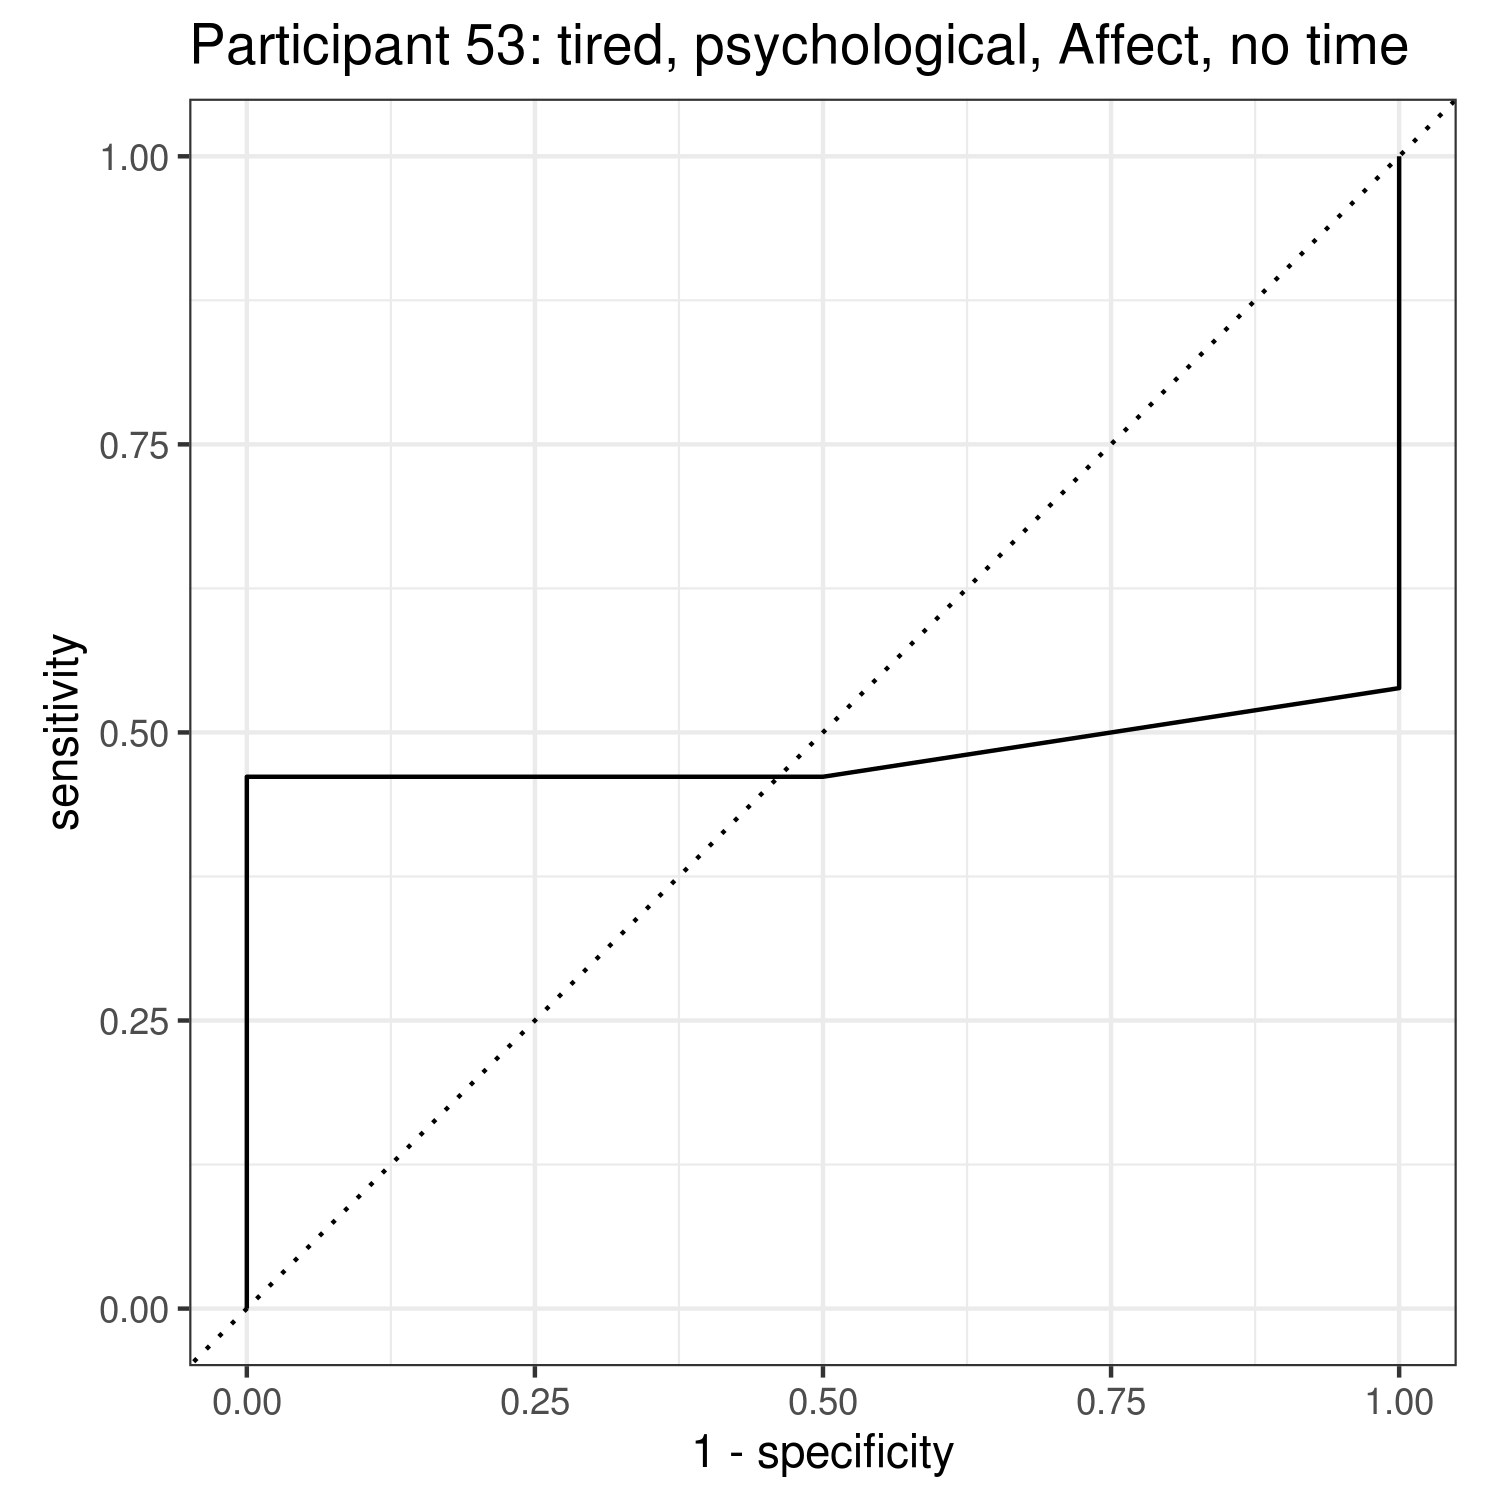 Participant 53: tired, psychological, Affect, no time
1.00
0.75
0.50
0.25
0.00
sensitivity
0.00 0.25 0.50 0.75 1.00
1 - specificity